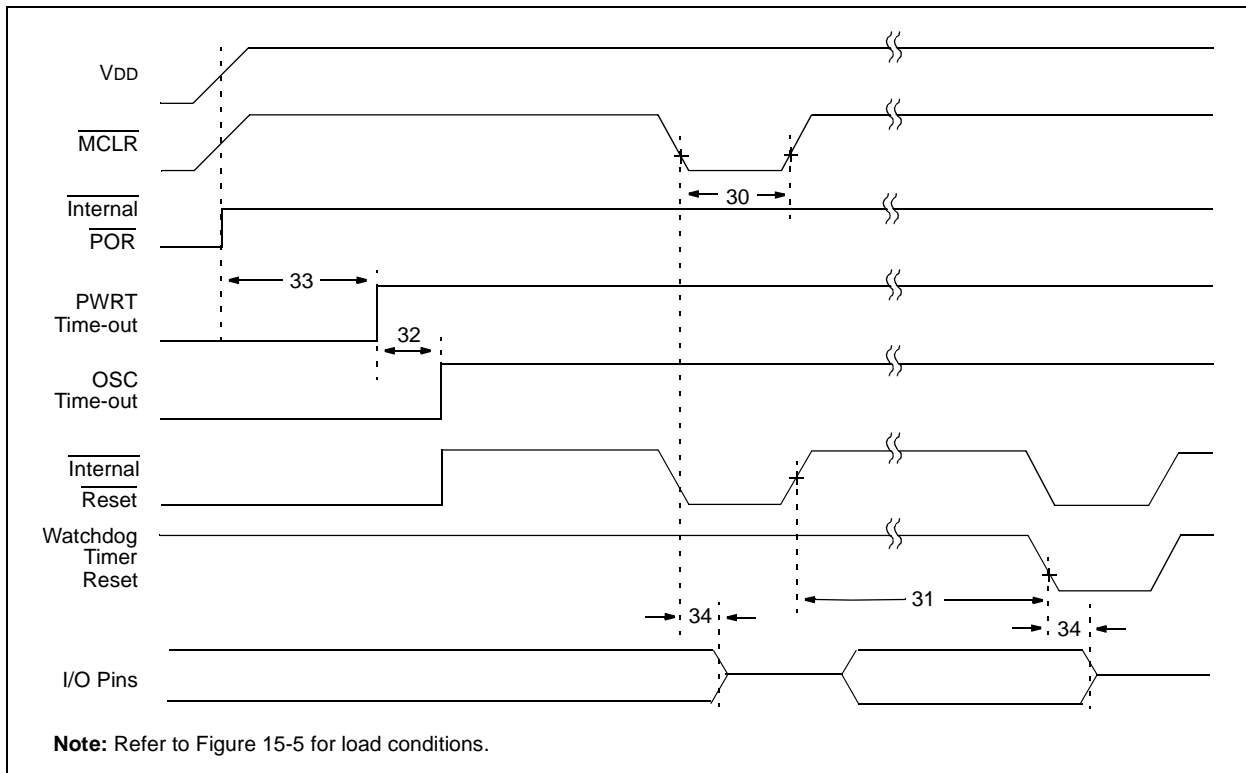 VDD
MCLR
30
Internal
POR
33
PWRT
Time-out
32
OSC
Time-out
Internal
Reset
Watchdog
Timer
Reset
31
34
34
I/O Pins
Note: Refer to Figure 15-5 for load conditions.